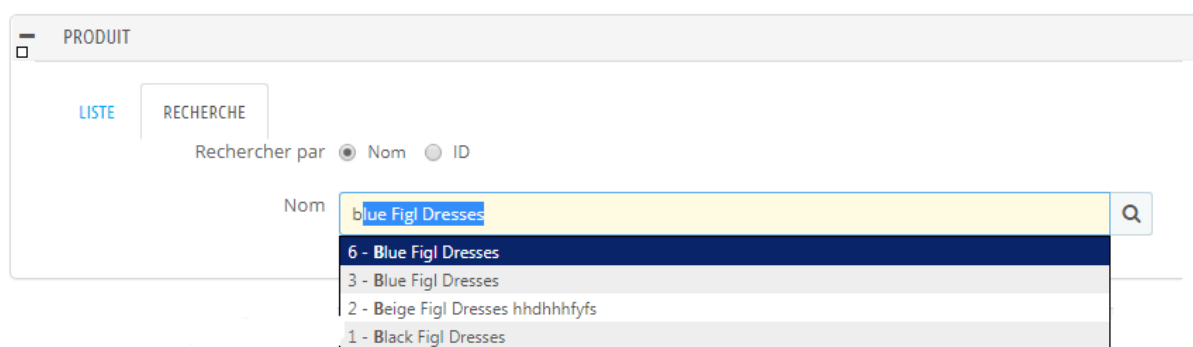 PRODUIT
LISTE RECHERCHE
Rechercher par Nom ID
Nom blue Figl Dresses
6 - Blue Figl Dresses
3 - Blue Figl Dresses
2 - Beige Figl Dresses hhdhhhfyfs
1 - Black Figl Dresses